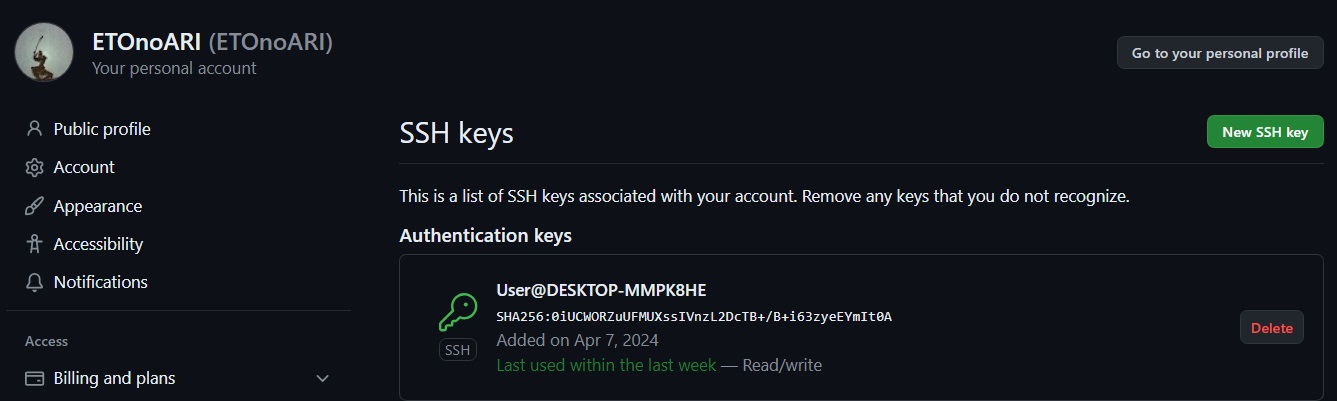 ETOnoARI (ETOnoARI)
Your personal account
Go to your personal profile
Public profile
Account
Appearance
Accessibility
Notifications
Access
Billing and plans
SSH keys
New SSH key
This is a list of SSH keys associated with your account. Remove any keys that you do not recognize.
Authentication keys
SSH
User@DESKTOP-MMPK8HE
SHA256:0iUCWORZuUFMUXssIVnzL2DcTB+/B+i63zyeEYmIt0A
Added on Apr 7, 2024
Last used within the last week — Read/write
Delete